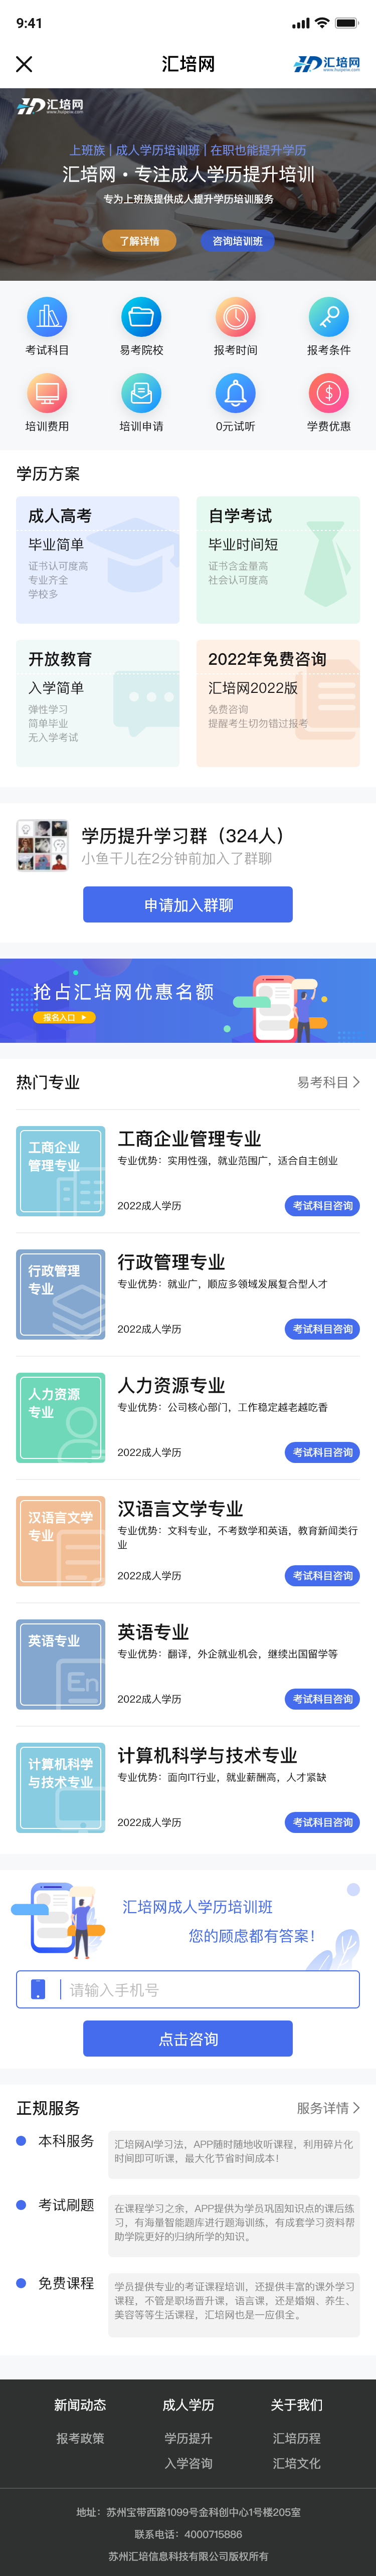 9:41
汇培网
汇培网
www.huipeiw.com
汇培网
www.huipeiw.com
上班族 | 成人学历培训班 | 在职也能提升学历
汇培网·专注成人学历提升培训
专为上班族提供成人提升学历培训服务
了解详情
咨询培训班
考试科目
易考院校
报考时间
报考条件
培训费用
培训申请
0元试听
学费优惠
学历方案
成人高考
毕业简单
证书认可度高
专业齐全
学校多
自学考试
毕业时间短
证书含金量高
社会认可度高
开放教育
入学简单
弹性学习
简单毕业
无入学考试
2022年免费咨询
汇培网2022版
免费咨询
提醒考生切勿错过报考
学历提升学习群（324人）
小鱼干儿在2分钟前加入了群聊
申请加入群聊
抢占汇培网优惠名额
报名入口
热门专业
易考科目
工商企业
管理专业
工商企业管理专业
专业优势：实用性强，就业范围广，适合自主创业
2022成人学历
考试科目咨询
行政管理
专业
行政管理专业
专业优势：就业广，顺应多领域发展复合型人才
2022成人学历
考试科目咨询
人力资源
专业
人力资源专业
专业优势：公司核心部门，工作稳定越老越吃香
2022成人学历
考试科目咨询
汉语言文学
专业
汉语言文学专业
专业优势：文科专业，不考数学和英语，教育新闻类行
业
2022成人学历
考试科目咨询
英语专业
En
英语专业
专业优势：翻译，外企就业机会，继续出国留学等
2022成人学历
考试科目咨询
计算机科学
与技术专业
计算机科学与技术专业
专业优势：面向IT行业，就业薪酬高，人才紧缺
2022成人学历
考试科目咨询
汇培网成人学历培训班
您的顾虑都有答案！
请输入手机号
点击咨询
正规服务
服务详情
本科服务
汇培网AI学习法，APP随时随地收听课程，利用碎片化
时间即可听课，最大化节省时间成本！
考试刷题
在课程学习之余，APP提供为学员巩固知识点的课后练
习，有海量智能题库进行题海训练，有成套学习资料帮
助学院更好的归纳所学的知识。
免费课程
学员提供专业的考证课程培训，还提供丰富的课外学习
课程，不管是职场晋升课，语言课，还是婚姻、养生、
美容等等生活课程，汇培网也是一应俱全。
新闻动态
成人学历
关于我们
报考政策
学历提升
汇培历程
入学咨询
汇培文化
地址：苏州宝带西路1099号金科创中心1号楼205室
联系电话：4000715886
苏州汇培信息科技有限公司版权所有